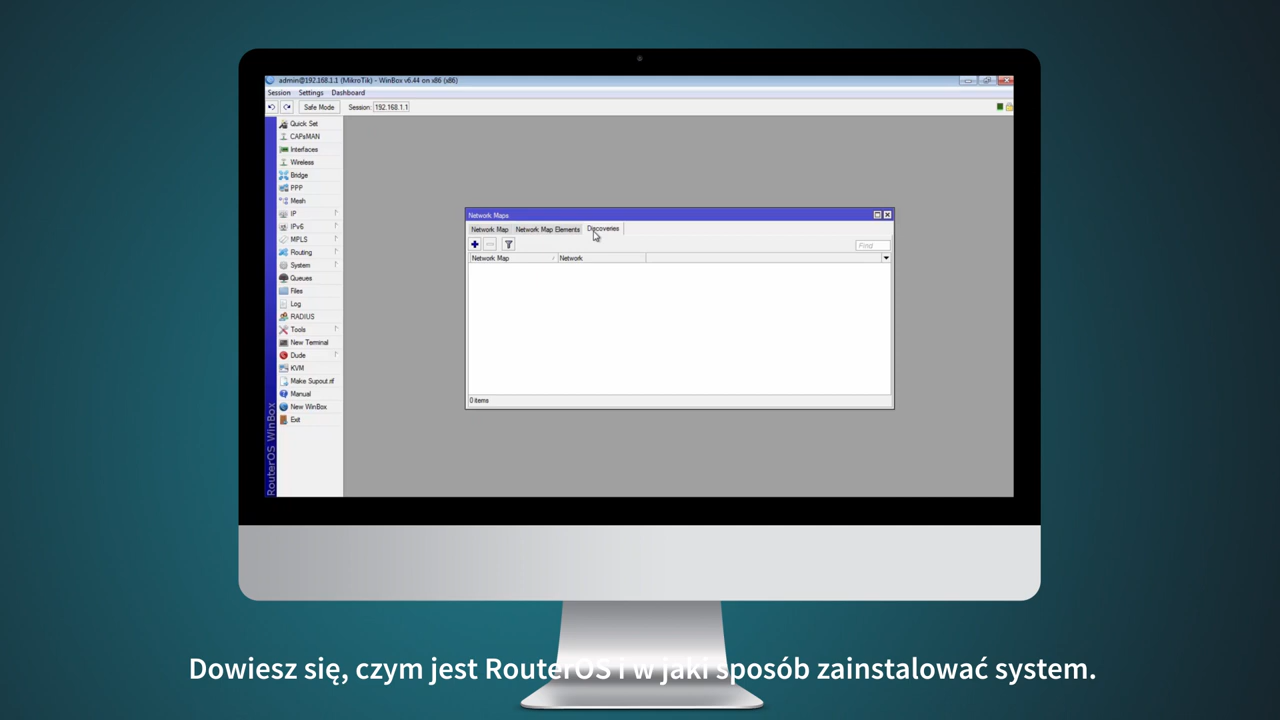 admin@192.168.1.1 (MikroTik) - WinBox v6.44 on x86 (x86)
Session Settings Dashboard
Safe Mode Session: 192.168.1.1
Quick Set
CAPsMAN
Interfaces
Wireless
Bridge
PPP
Mesh
IP
IPv6
MPLS
Routing
System
Queues
Files
Log
RADIUS
Tools
New Terminal
Dude
KVM
Make Supout.rif
Manual
New WinBox
Exit
RouterOS WinBox
Network Maps
Network Map Network Map Elements Discoveries
Find
Network Map Network
0 items
Dowiesz się, czym jest RouterOS i w jaki sposób zainstalować system.